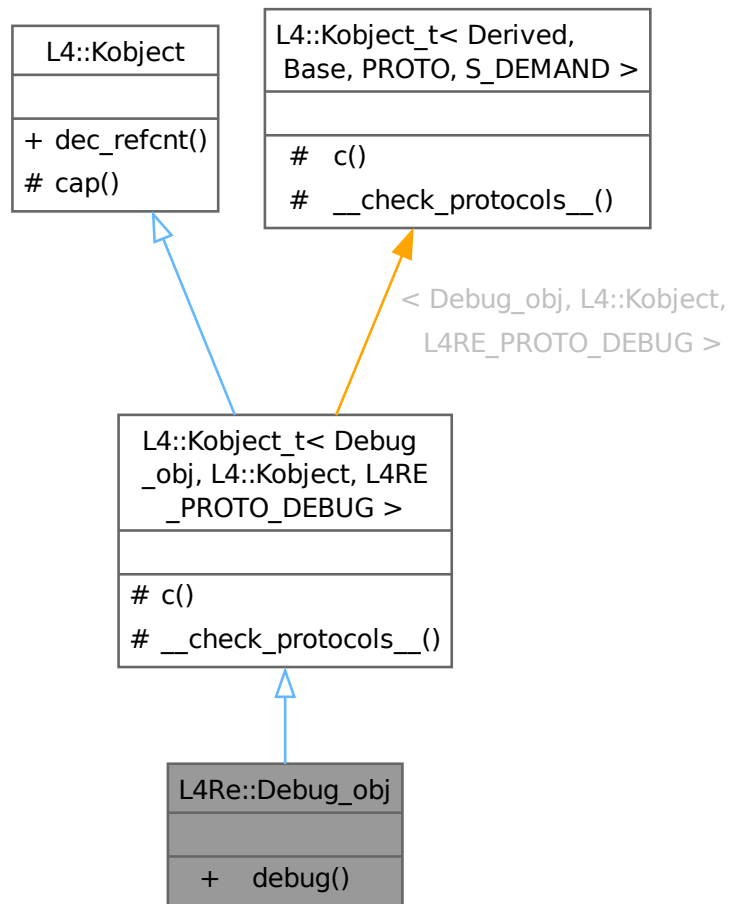 L4::Kobject
+ dec_refcnt()
# cap()
L4::Kobject_t< Derived,
Base, PROTO, S_DEMAND >
# c()
# __check_protocols__()
< Debug_obj, L4::Kobject,
L4RE_PROTO_DEBUG >
L4::Kobject_t< Debug
_obj, L4::Kobject, L4RE
_PROTO_DEBUG >
# c()
# __check_protocols__()
L4Re::Debug_obj
+ debug()